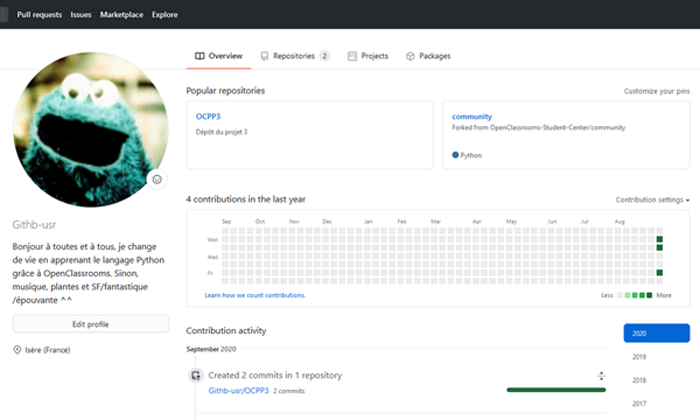 Pull requests Issues Marketplace Explore
Overview Repositories 2 Projects Packages
Popular repositories Customize your pins
OCPP3
Dépôt du projet 3
community
Forked from OpenClassrooms-Student-Center/community
Python
4 contributions in the last year Contribution settings
Sep Oct Nov Dec Jan Feb Mar Apr May Jun Jul Aug
Mon
Wed
Fri
Learn how we count contributions. Less More
Githb-usr
Bonjour à toutes et à tous, je change
de vie en apprenant le langage Python
grâce à OpenClassrooms. Sinon,
musique, plantes et SF/fantastique
/épouvante ^^
Edit profile
Isère (France)
Contribution activity
2020
2019
2018
2017
September 2020
Created 2 commits in 1 repository
Githb-usr/OCPP3 2 commits